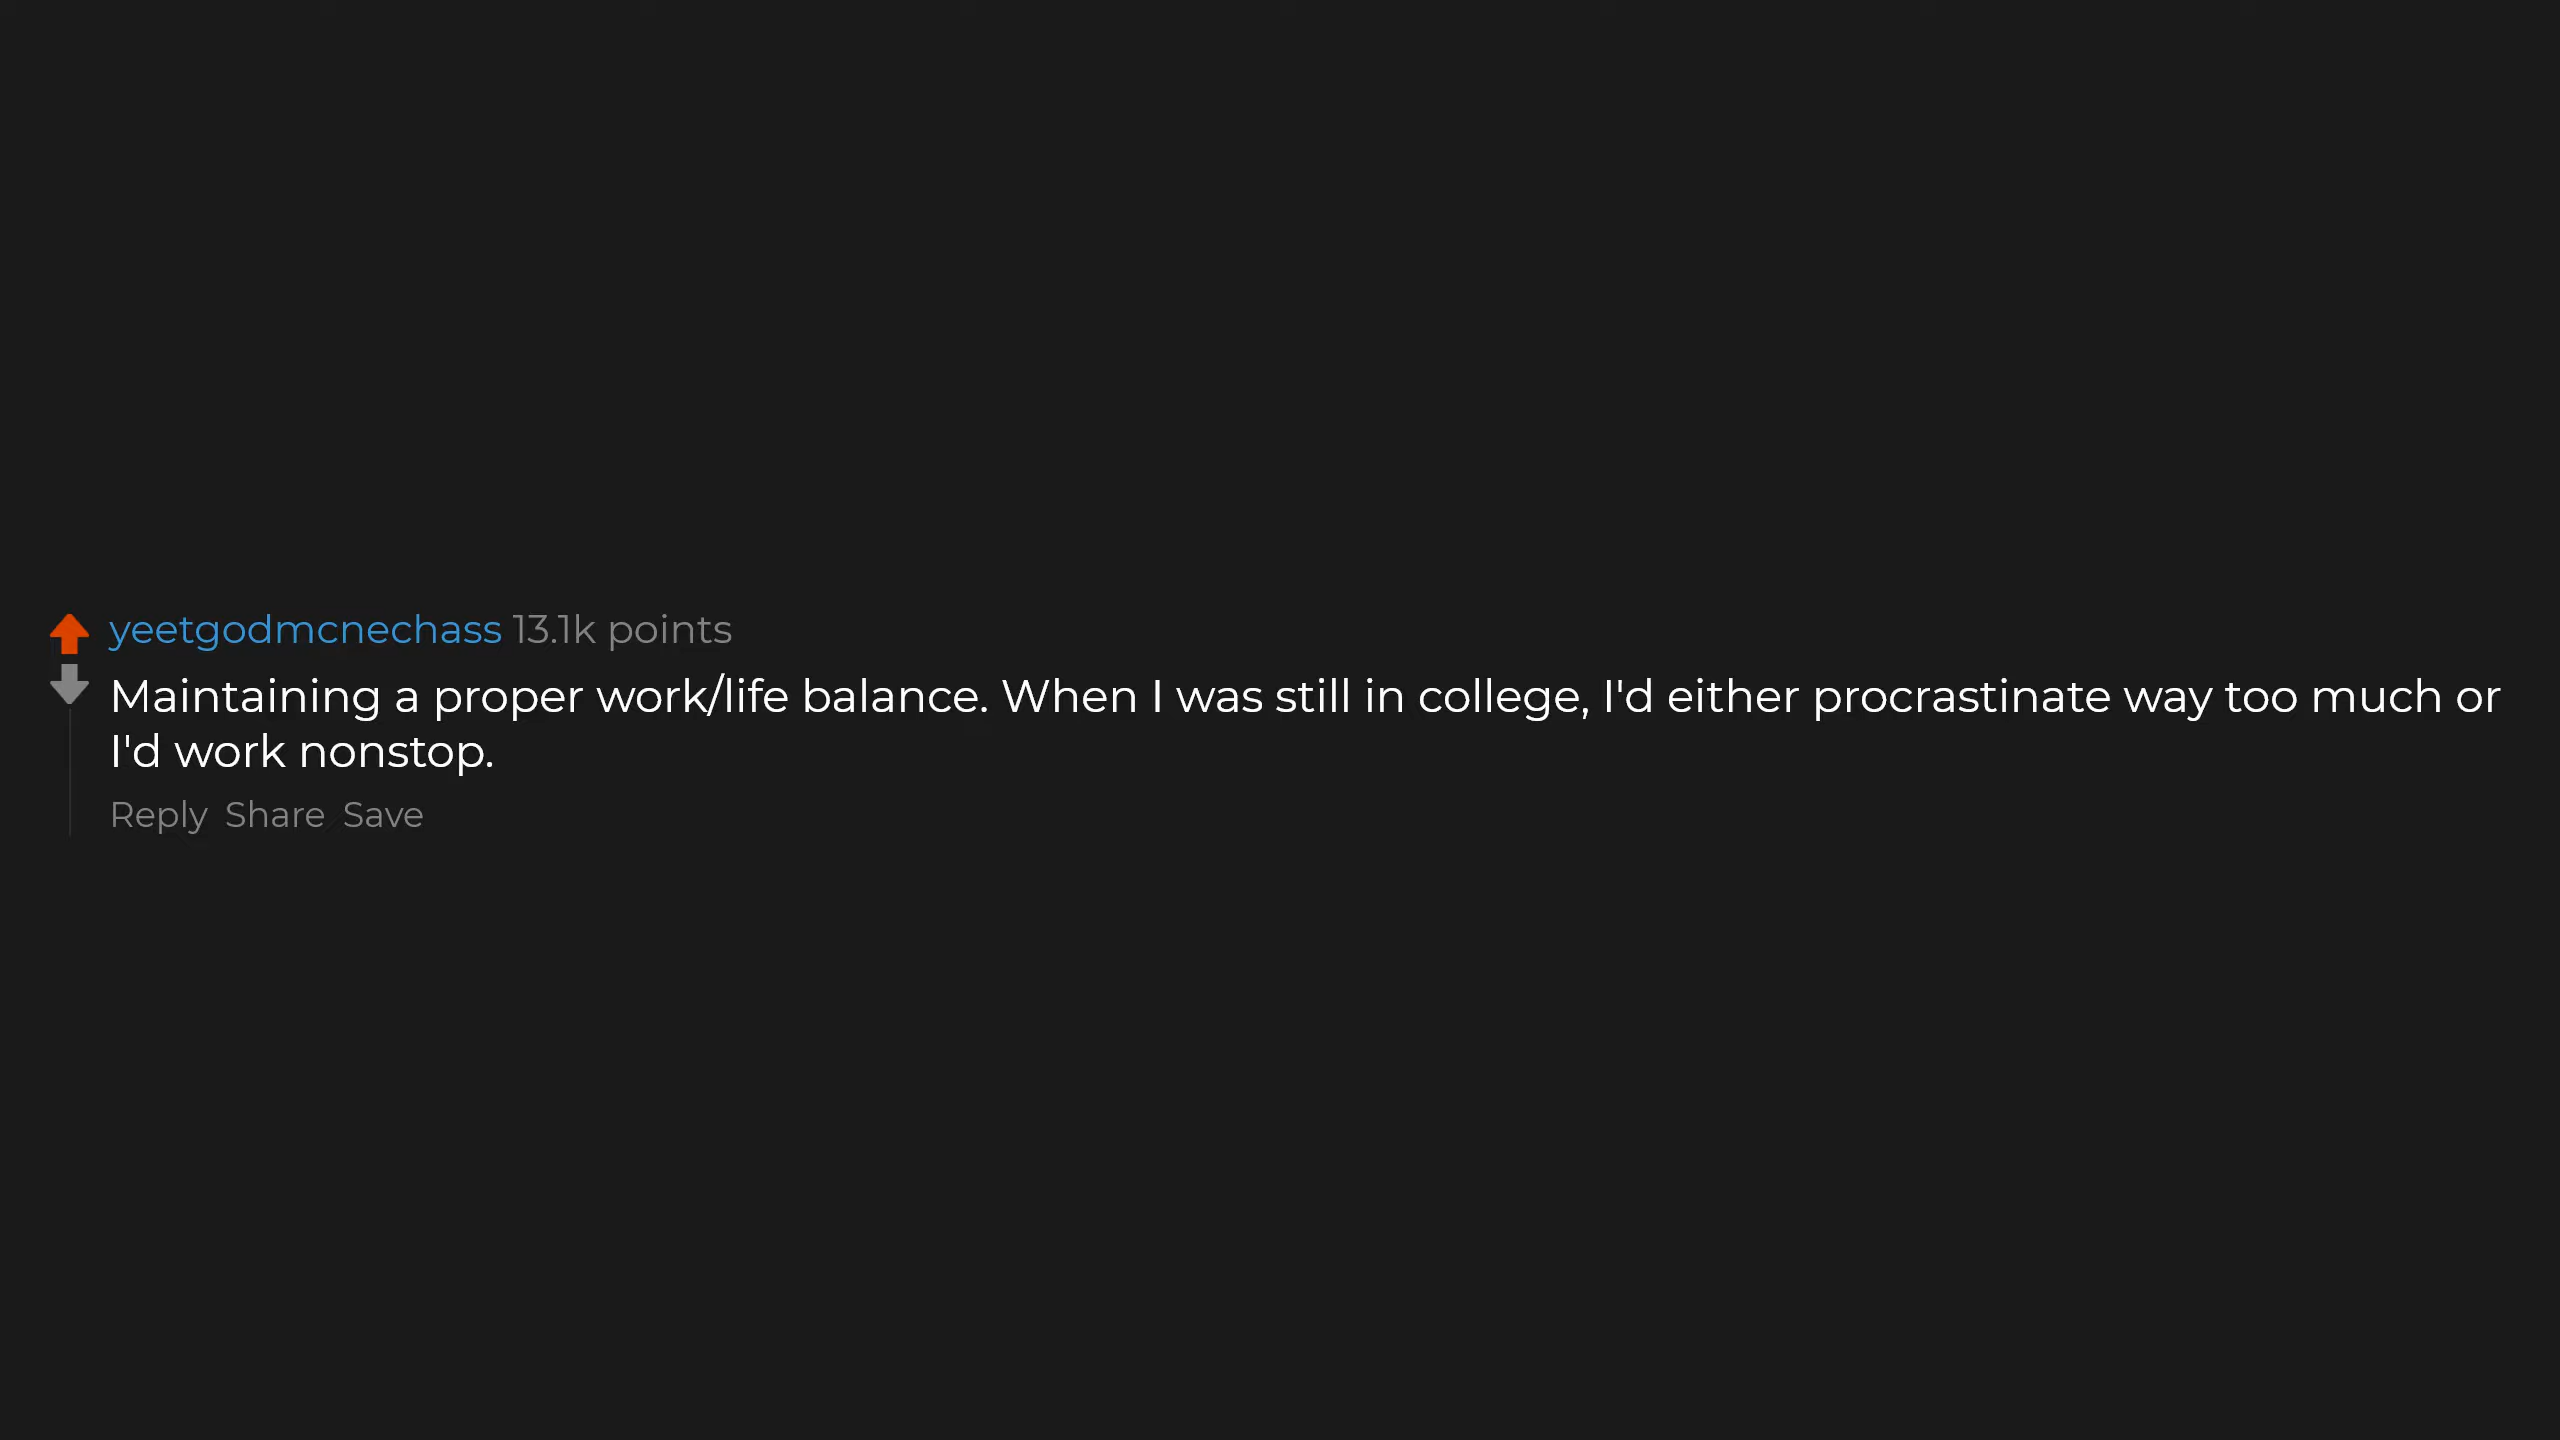 yeetgodmcnechass 13.1k points
Maintaining a proper work/life balance. When I was still in college, I'd either procrastinate way too much or
I'd work nonstop.
Reply Share Save